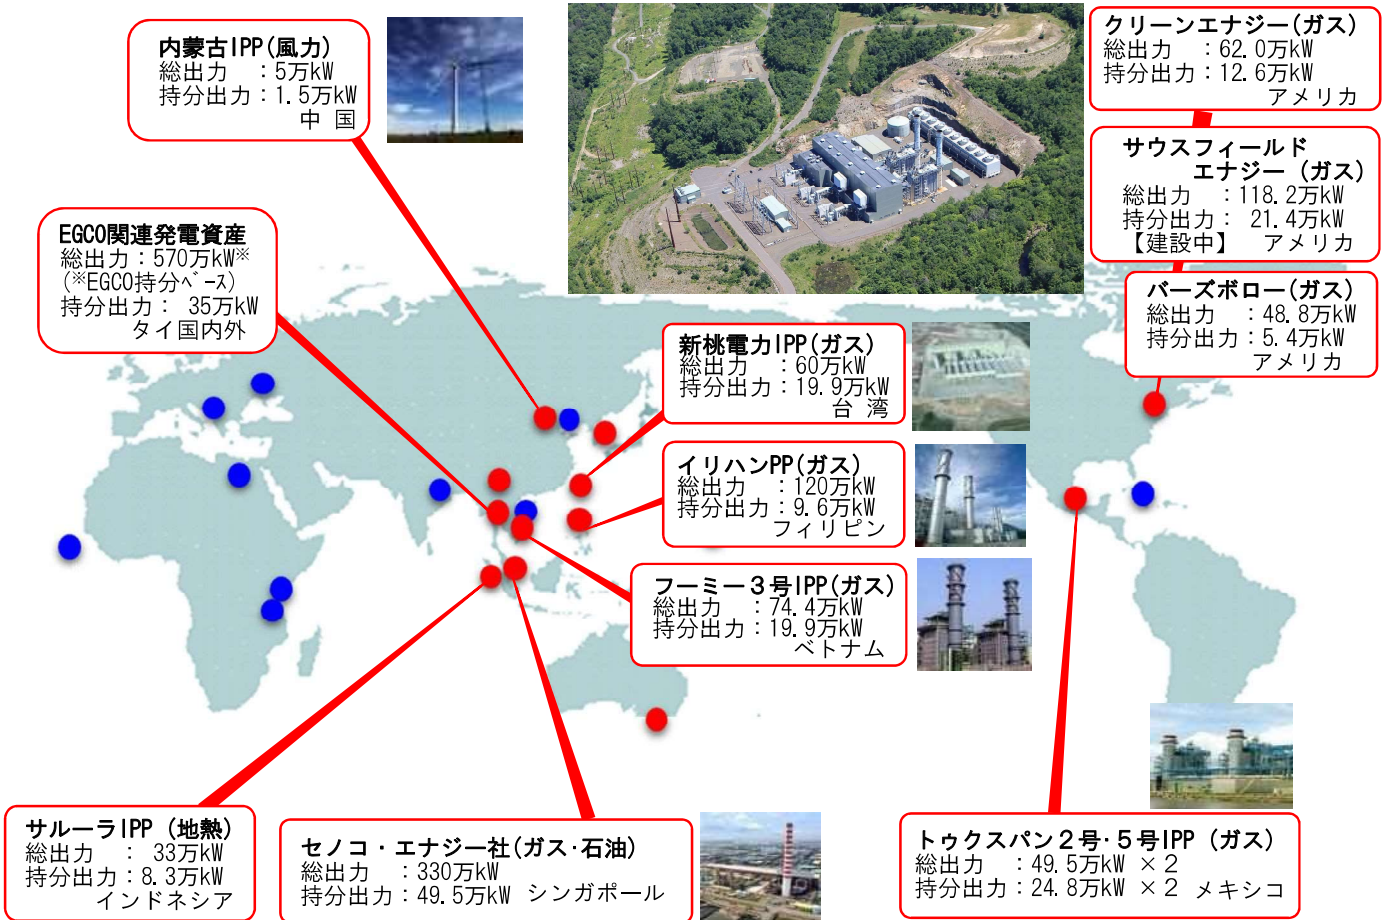 内蒙古IPP(風力)
総出力　：5万kW
持分出力：1.5万kW
中 国
クリーンエナジー(ガス)
総出力　：62.0万kW
持分出力：12.6万kW
アメリカ
サウスフィールド
エナジー (ガス)
総出力　：118.2万kW
持分出力： 21.4万kW
【建設中】　アメリカ
バーズボロー(ガス)
総出力　：48.8万kW
持分出力：5.4万kW
アメリカ
EGCO関連発電資産
総出力：570万kW※
(※EGCO持分ベース)
持分出力： 35万kW
タイ国内外
新桃電力IPP(ガス)
総出力　：60万kW
持分出力：19.9万kW
台 湾
イリハンPP(ガス)
総出力　：120万kW
持分出力：9.6万kW
フィリピン
フーミー３号IPP(ガス)
総出力　：74.4万kW
持分出力：19.9万kW
ベトナム
サルーラIPP (地熱)
総出力　： 33万kW
持分出力：8.3万kW
インドネシア
セノコ・エナジー社(ガス･石油)
総出力　：330万kW
持分出力：49.5万kW シンガポール
トゥクスパン２号･５号IPP (ガス)
総出力　：49.5万kW ×２
持分出力：24.8万kW ×２ メキシコ